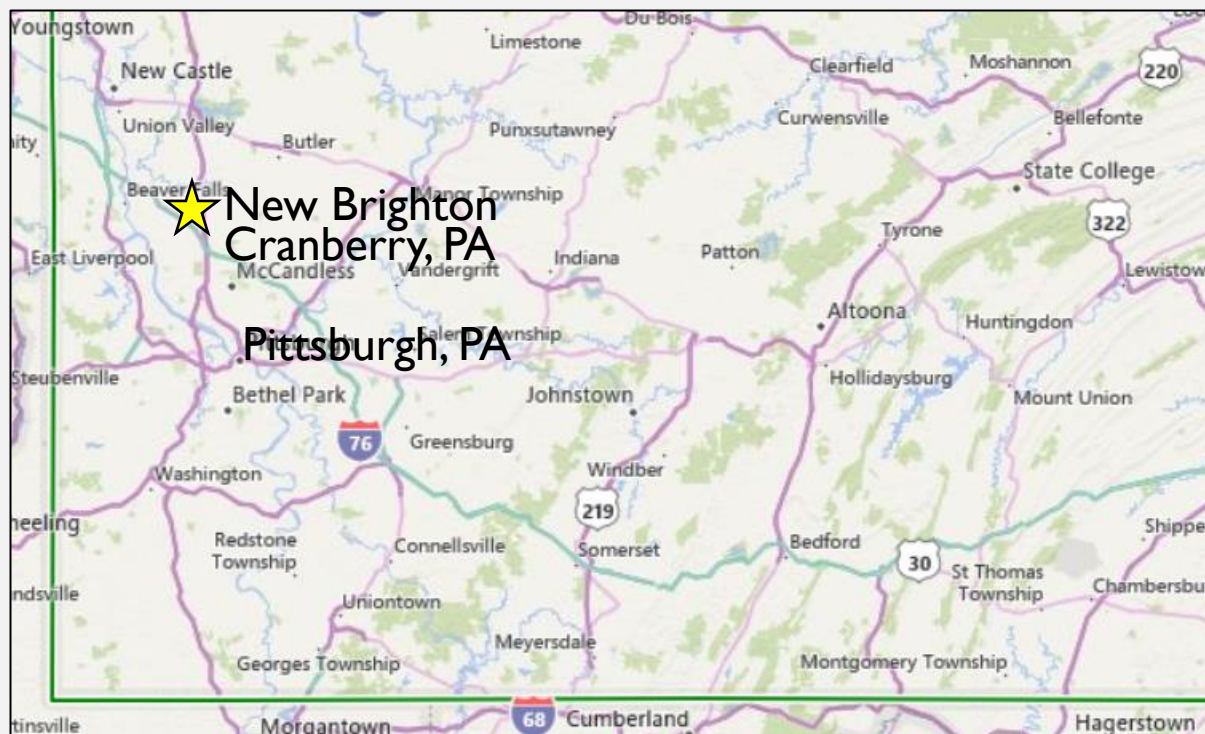 Youngstown
Du Bois
Limestone
New Castle
Clearfield
Moshannon
220
Union Valley
Butler
Punxsutawney
Curwensville
Bellefonte
Beaver Falls
Manor Township
State College
New Brighton
Cranberry, PA
322
Tyrone
East Liverpool
McCandless
Vandergrift
Indiana
Patton
Lewistow
Altoona
Huntingdon
Pittsburgh, PA
Salem Township
Steubenville
Bethel Park
Johnstown
Hollidaysburg
Mount Union
76
Greensburg
Washington
Windber
219
heeling
Redstone
Township
Connellsville
Somerset
Bedford
30
Shippe
St Thomas
Township
Chambersbu
ndsville
Uniontown
Meyersdale
Georges Township
Montgomery Township
tinsville
Morgantown
68
Cumberland
Hagerstown